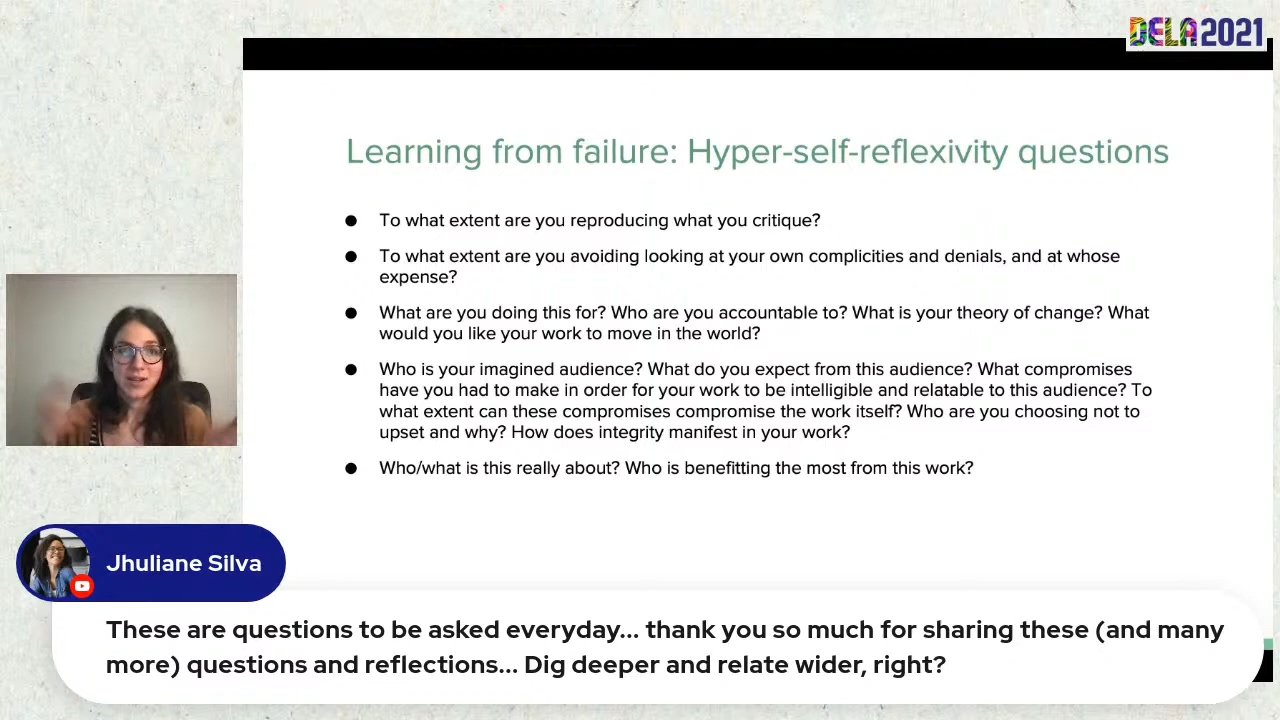 DELA 2021
Learning from failure: Hyper-self-reflexivity questions
● To what extent are you reproducing what you critique?
● To what extent are you avoiding looking at your own complicities and denials, and at whose
expense?
● What are you doing this for? Who are you accountable to? What is your theory of change? What
would you like your work to move in the world?
● Who is your imagined audience? What do you expect from this audience? What compromises
have you had to make in order for your work to be intelligible and relatable to this audience? To
what extent can these compromises compromise the work itself? Who are you choosing not to
upset and why? How does integrity manifest in your work?
● Who/what is this really about? Who is benefitting the most from this work?
Jhuliane Silva
These are questions to be asked everyday... thank you so much for sharing these (and many
more) questions and reflections... Dig deeper and relate wider, right?